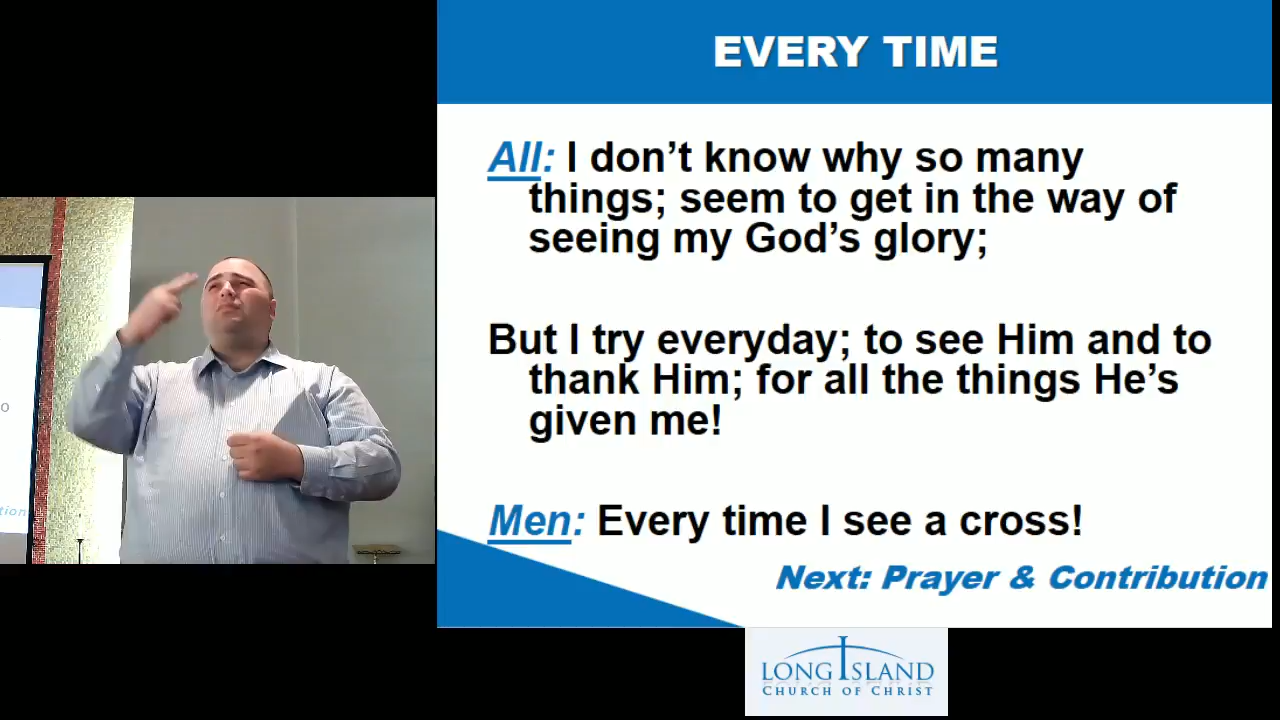 EVERY TIME
All: I don’t know why so many
things; seem to get in the way of
seeing my God’s glory;
But I try everyday; to see Him and to
thank Him; for all the things He’s
given me!
Men: Every time I see a cross!
Next: Prayer & Contribution
LONG ISLAND
CHURCH OF CHRIST
o
tion